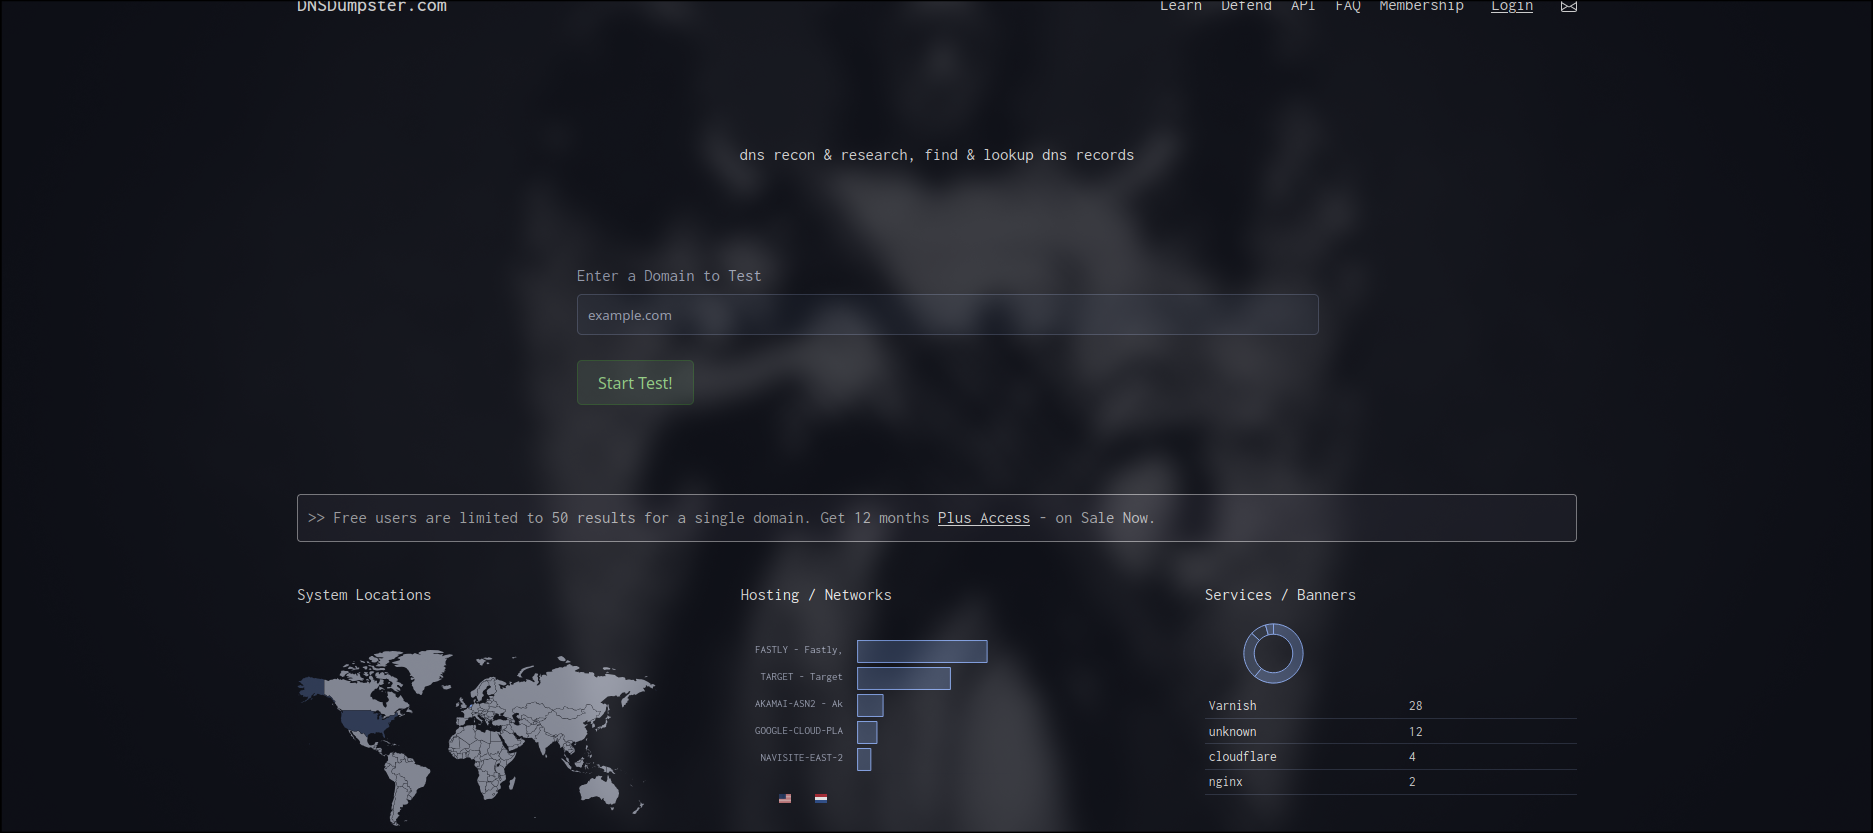 DNSDumpster.com
Learn Defend API FAQ Membership Login
dns recon & research, find & lookup dns records
Enter a Domain to Test
example.com
Start Test!
>> Free users are limited to 50 results for a single domain. Get 12 months Plus Access - on Sale Now.
System Locations
Hosting / Networks
FASTLY - Fastly,
TARGET - Target
AKAMAI-ASN2 - Ak
GOOGLE-CLOUD-PLA
NAVISITE-EAST-2
Services / Banners
Varnish 28
unknown 12
cloudflare 4
nginx 2